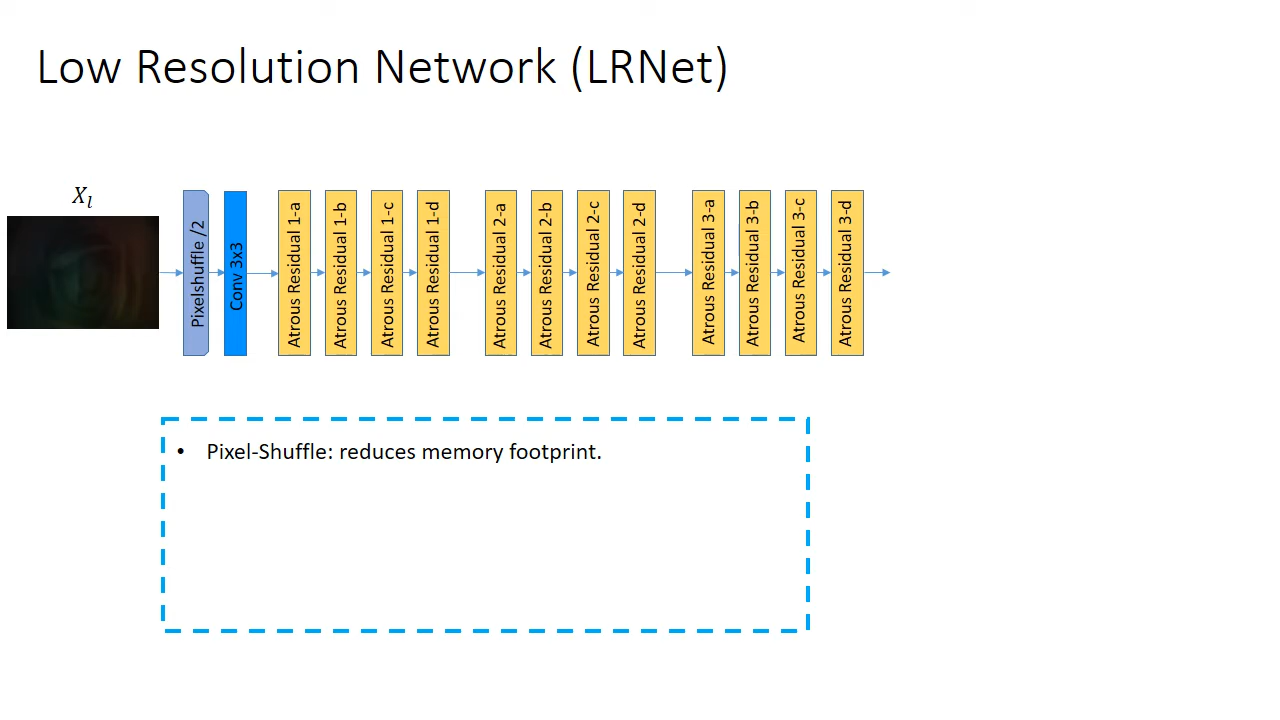 Low Resolution Network (LRNet)
X_l
Pixelshuffle /2
Conv 3x3
Atrous Residual 1-a
Atrous Residual 1-b
Atrous Residual 1-c
Atrous Residual 1-d
Atrous Residual 2-a
Atrous Residual 2-b
Atrous Residual 2-c
Atrous Residual 2-d
Atrous Residual 3-a
Atrous Residual 3-b
Atrous Residual 3-c
Atrous Residual 3-d
• Pixel-Shuffle: reduces memory footprint.